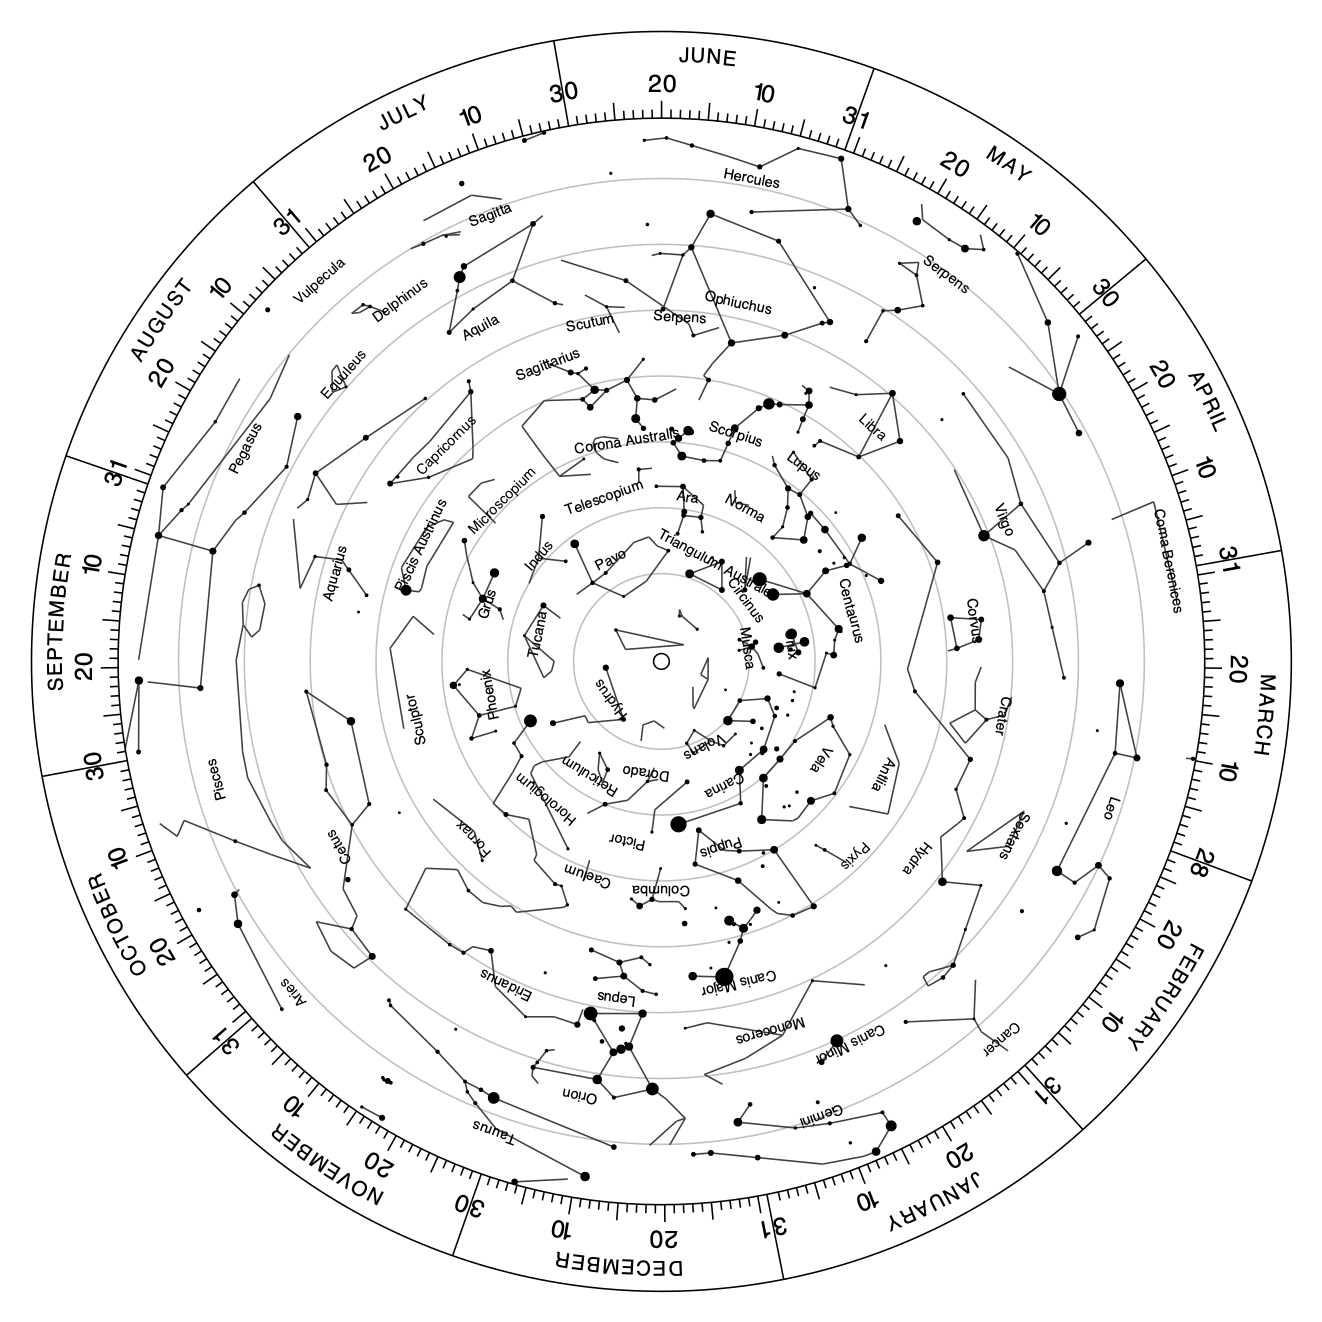 JUNE
30
20
10
31
MAY
20
10
30
APRIL
20
10
31
MARCH
20
10
28
FEBRUARY
20
10
31
JANUARY
20
10
31
DECEMBER
20
10
30
NOVEMBER
20
10
31
OCTOBER
20
10
30
SEPTEMBER
20
10
31
AUGUST
20
10
31
JULY
20
10
Hercules
Sagitta
Vulpecula
Delphinus
Aquila
Scutum
Serpens
Ophiuchus
Serpens
Equuleus
Sagittarius
Pegasus
Capricornus
Corona Australis
Scorpius
Libra
Lupus
Microscopium
Telescopium
Ara
Norma
Virgo
Coma Berenices
Piscis Austrinus
Aquarius
Indus
Pavo
Triangulum Australe
Circinus
Centaurus
Grus
Tucana
Musca
Crux
Corvus
Crater
Phoenix
Sculptor
Hydrus
Volans
Vela
Antlia
Pisces
Horologium
Reticulum
Dorado
Carina
Leo
Cetus
Fornax
Pictor
Puppis
Pyxis
Hydra
Sextans
Caelum
Columba
Aries
Eridanus
Lepus
Canis Major
Monoceros
Canis Minor
Cancer
Orion
Taurus
Gemini